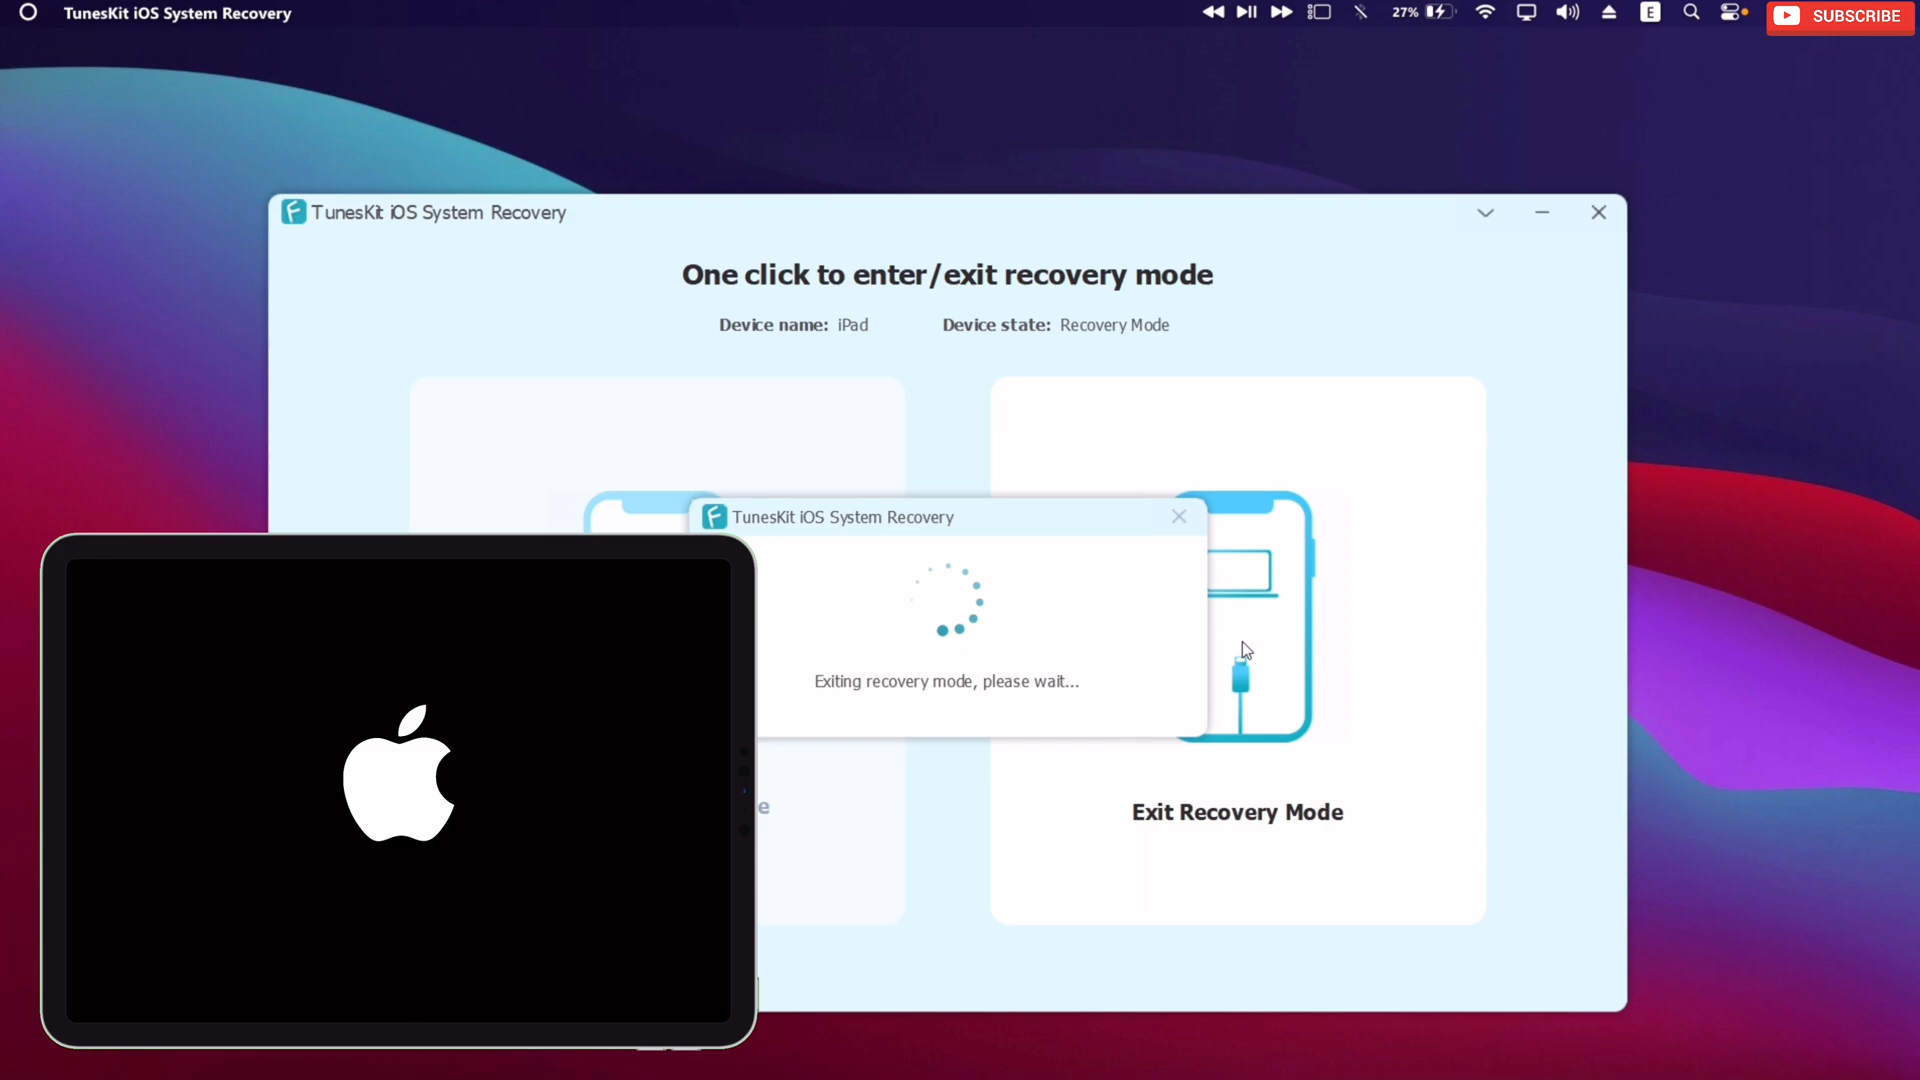 TunesKit iOS System Recovery
27%
E
SUBSCRIBE
TunesKit iOS System Recovery
One click to enter/exit recovery mode
Device name: iPad
Device state: Recovery Mode
TunesKit iOS System Recovery
Exiting recovery mode, please wait...
e
Exit Recovery Mode